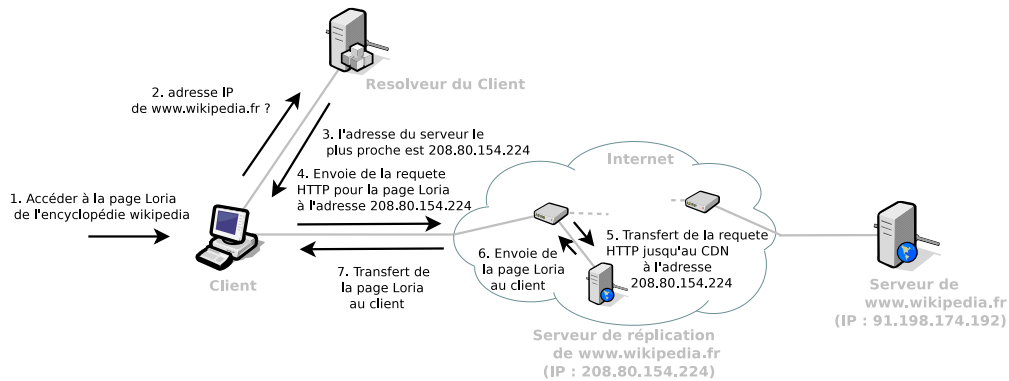 Resolveur du Client
2. adresse IP
de www.wikipedia.fr ?
3. l'adresse du serveur le
plus proche est 208.80.154.224
1. Accéder à la page Loria
de l'encyclopédie wikipedia
4. Envoie de la requete
HTTP pour la page Loria
à l'adresse 208.80.154.224
Internet
Client
7. Transfert de
la page Loria
au client
6. Envoie de
la page Loria
au client
5. Transfert de la requete
HTTP jusqu'au CDN
à l'adresse
208.80.154.224
Serveur de
www.wikipedia.fr
(IP : 91.198.174.192)
Serveur de réplication
de www.wikipedia.fr
(IP : 208.80.154.224)